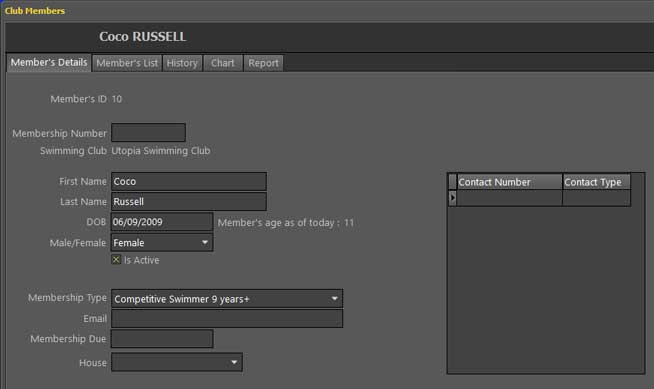 Club Members
Coco RUSSELL
Member's Details Member's List History Chart Report
Member's ID 10
Membership Number
Swimming Club Utopia Swimming Club
First Name Coco
Last Name Russell
DOB 06/09/2009 Member's age as of today : 11
Male/Female Female
Is Active
Membership Type Competitive Swimmer 9 years+
Email
Membership Due
House
Contact Number Contact Type